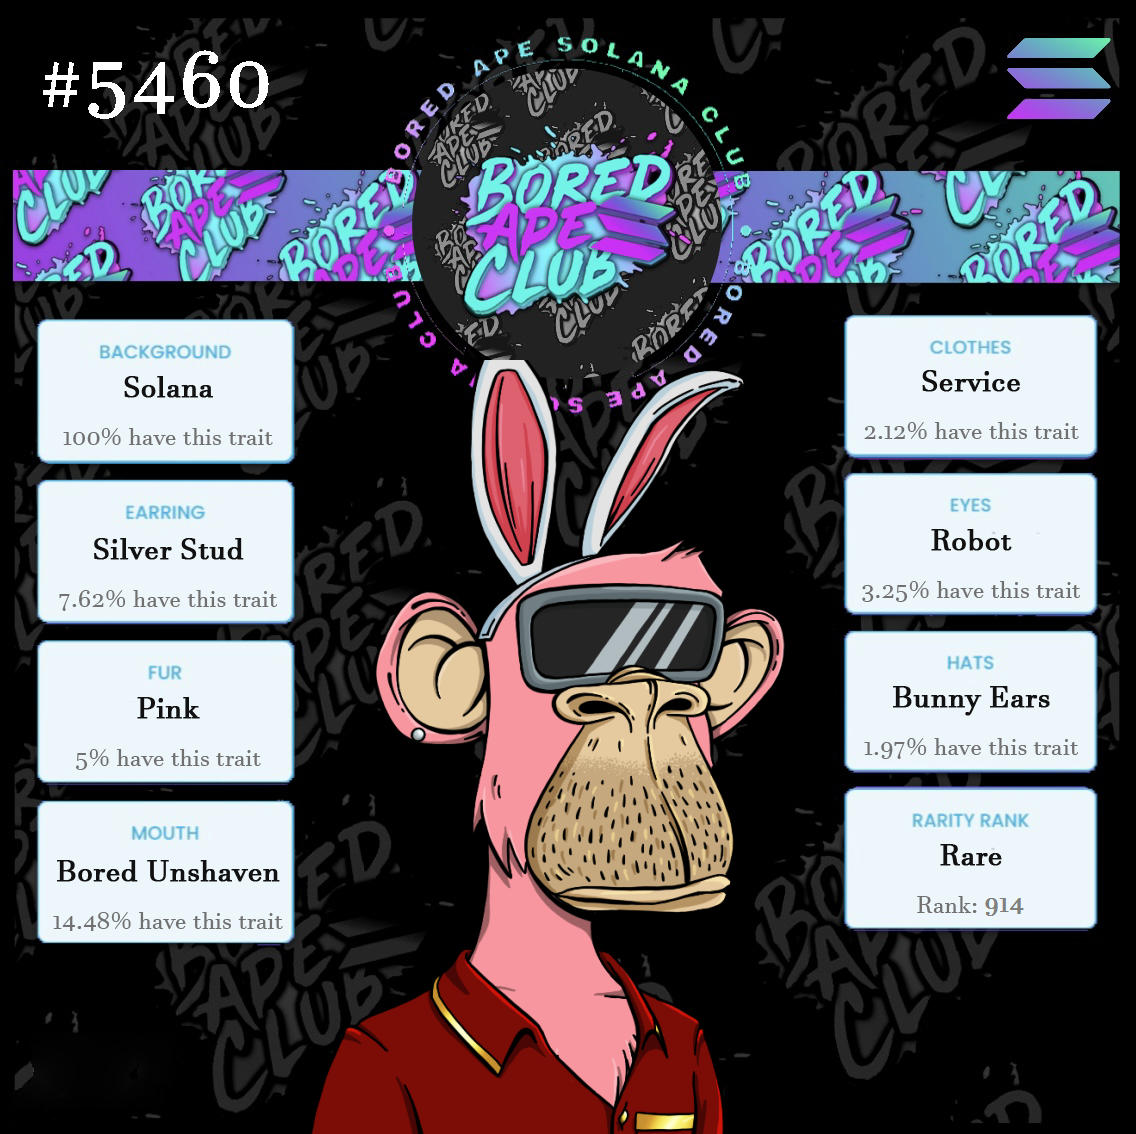 #5460
BORED APE SOLANA CLUB
BORED APE SOLANA CLUB
BORED
APE
CLUB
BACKGROUND
Solana
100% have this trait
EARRING
Silver Stud
7.62% have this trait
FUR
Pink
5% have this trait
MOUTH
Bored Unshaven
14.48% have this trait
CLOTHES
Service
2.12% have this trait
EYES
Robot
3.25% have this trait
HATS
Bunny Ears
1.97% have this trait
RARITY RANK
Rare
Rank: 914